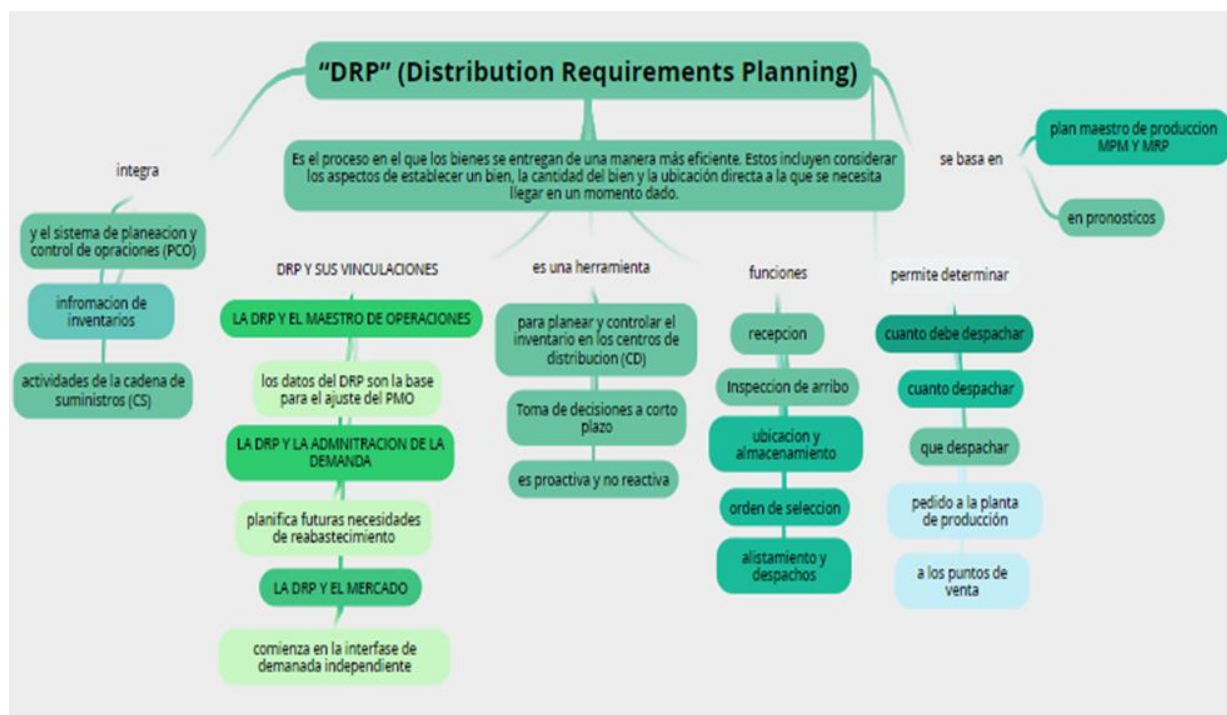 “DRP” (Distribution Requirements Planning)
Es el proceso en el que los bienes se entregan de una manera más eficiente. Estos incluyen considerar
los aspectos de establecer un bien, la cantidad del bien y la ubicación directa a la que se necesita
llegar en un momento dado.
integra
y el sistema de planeacion y
control de opraciones (PCO)
infromacion de
inventarios
actividades de la cadena de
suministros (CS)
DRP Y SUS VINCULACIONES
LA DRP Y EL MAESTRO DE OPERACIONES
los datos del DRP son la base
para el ajuste del PMO
LA DRP Y LA ADMNITRACION DE LA
DEMANDA
planifica futuras necesidades
de reabastecimiento
LA DRP Y EL MERCADO
comienza en la interfase de
demanada independiente
es una herramienta
para planear y controlar el
inventario en los centros de
distribucion (CD)
Toma de decisiones a corto
plazo
es proactiva y no reactiva
funciones
recepcion
Inspeccion de arribo
ubicacion y
almacenamiento
orden de seleccion
alistamiento y
despachos
permite determinar
cuanto debe despachar
cuanto despachar
que despachar
pedido a la planta
de producción
a los puntos de
venta
se basa en
plan maestro de produccion
MPM Y MRP
en pronosticos